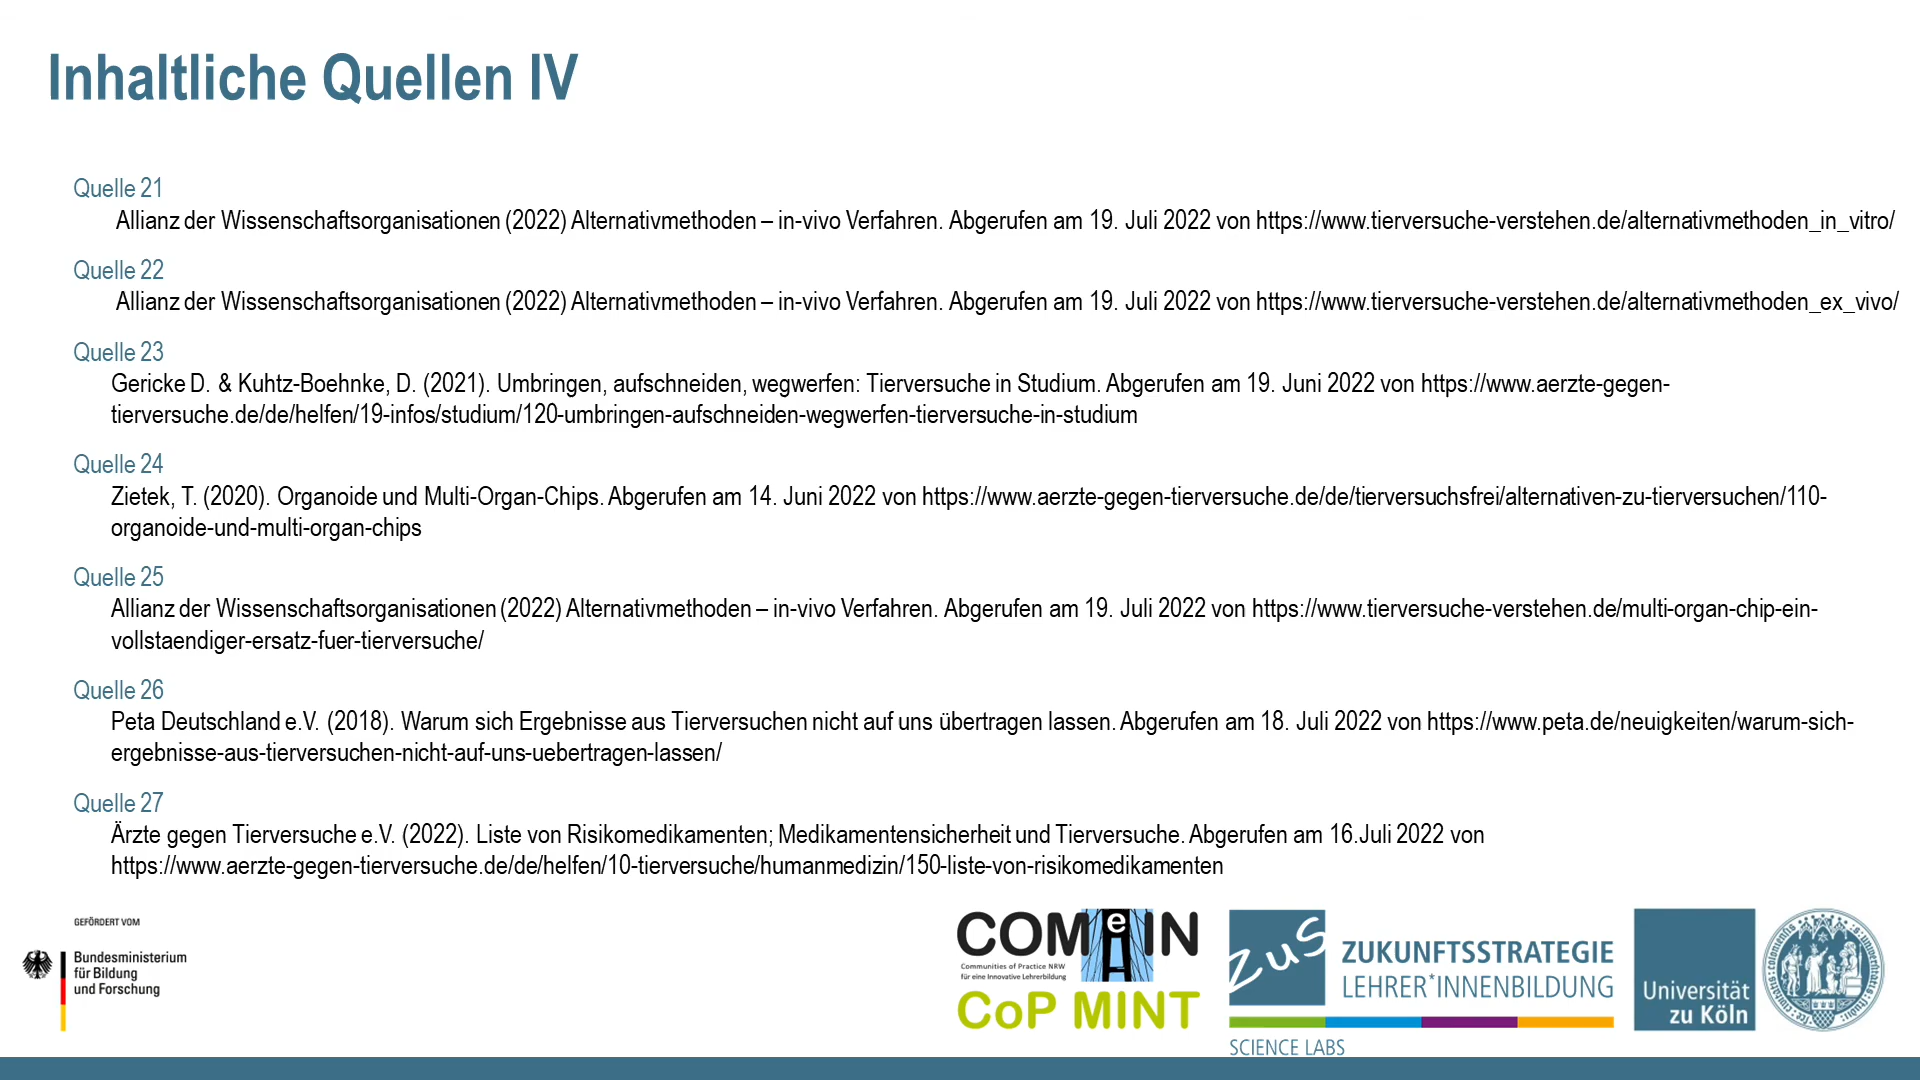 Inhaltliche Quellen IV
Quelle 21
Allianz der Wissenschaftsorganisationen (2022) Alternativmethoden – in-vivo Verfahren. Abgerufen am 19. Juli 2022 von https://www.tierversuche-verstehen.de/alternativmethoden_in_vitro/
Quelle 22
Allianz der Wissenschaftsorganisationen (2022) Alternativmethoden – in-vivo Verfahren. Abgerufen am 19. Juli 2022 von https://www.tierversuche-verstehen.de/alternativmethoden_ex_vivo/
Quelle 23
Gericke D. & Kuhtz-Boehnke, D. (2021). Umbringen, aufschneiden, wegwerfen: Tierversuche in Studium. Abgerufen am 19. Juni 2022 von https://www.aerzte-gegen-
tierversuche.de/de/helfen/19-infos/studium/120-umbringen-aufschneiden-wegwerfen-tierversuche-in-studium
Quelle 24
Zietek, T. (2020). Organoide und Multi-Organ-Chips. Abgerufen am 14. Juni 2022 von https://www.aerzte-gegen-tierversuche.de/de/tierversuchsfrei/alternativen-zu-tierversuchen/110-
organoide-und-multi-organ-chips
Quelle 25
Allianz der Wissenschaftsorganisationen (2022) Alternativmethoden – in-vivo Verfahren. Abgerufen am 19. Juli 2022 von https://www.tierversuche-verstehen.de/multi-organ-chip-ein-
vollstaendiger-ersatz-fuer-tierversuche/
Quelle 26
Peta Deutschland e.V. (2018). Warum sich Ergebnisse aus Tierversuchen nicht auf uns übertragen lassen. Abgerufen am 18. Juli 2022 von https://www.peta.de/neuigkeiten/warum-sich-
ergebnisse-aus-tierversuchen-nicht-auf-uns-uebertragen-lassen/
Quelle 27
Ärzte gegen Tierversuche e.V. (2022). Liste von Risikomedikamenten; Medikamentensicherheit und Tierversuche. Abgerufen am 16.Juli 2022 von
https://www.aerzte-gegen-tierversuche.de/de/helfen/10-tierversuche/humanmedizin/150-liste-von-risikomedikamenten
GEFÖRDERT VOM
Bundesministerium
für Bildung
und Forschung
COMeIN
Communities of Practice NRW
für eine Innovative Lehrerbildung
CoP MINT
ZuS
ZUKUNFTSSTRATEGIE
LEHRER*INNENBILDUNG
SCIENCE LABS
Universität
zu Köln